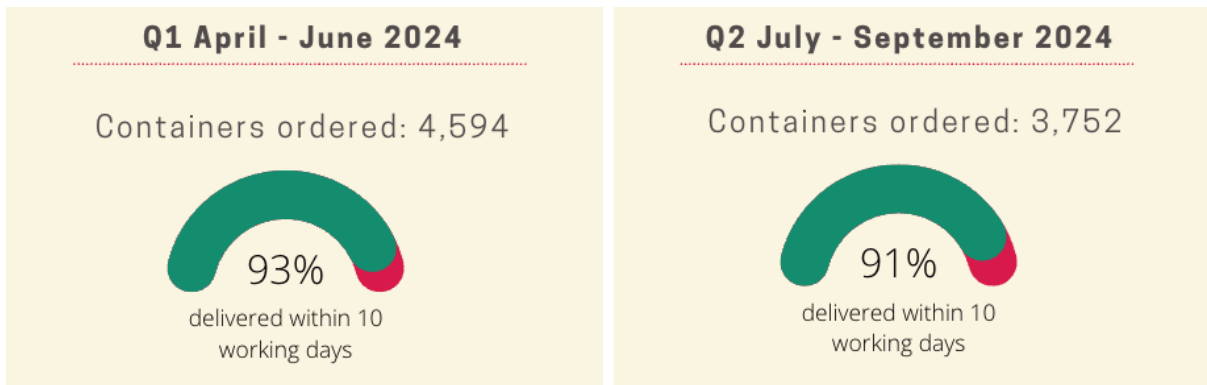 Q1 April - June 2024
Containers ordered: 4,594
93%
delivered within 10
working days
Q2 July - September 2024
Containers ordered: 3,752
91%
delivered within 10
working days